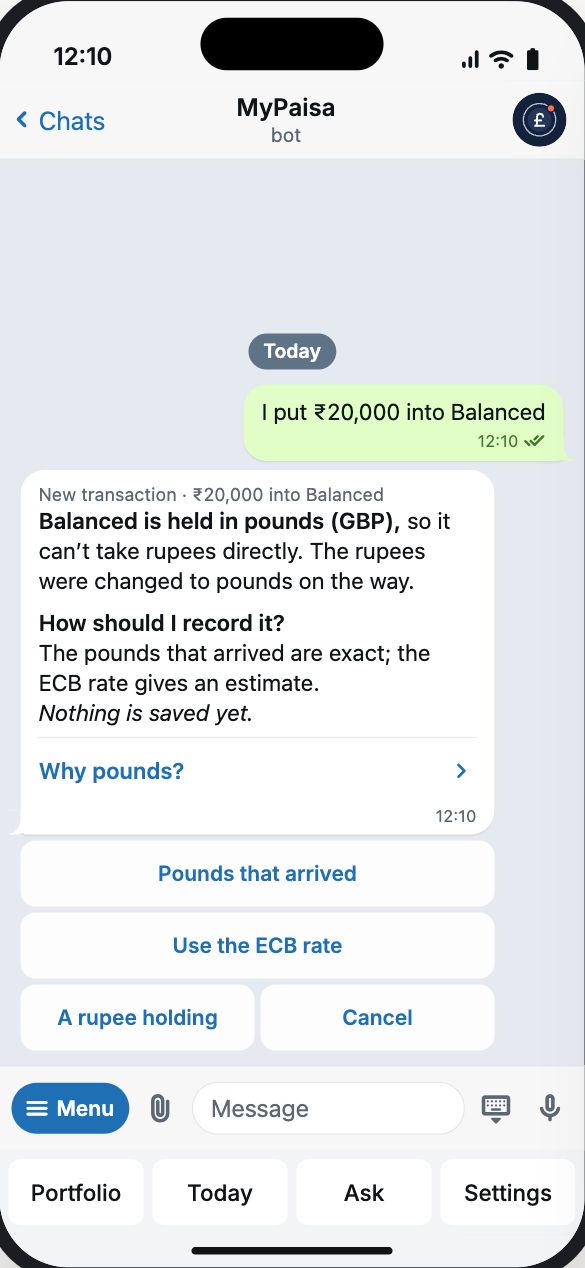 12:10
Chats
MyPaisa
bot
£
Today
I put ₹20,000 into Balanced
12:10
New transaction · ₹20,000 into Balanced
Balanced is held in pounds (GBP), so it
can’t take rupees directly. The rupees
were changed to pounds on the way.
How should I record it?
The pounds that arrived are exact; the
ECB rate gives an estimate.
Nothing is saved yet.
Why pounds?
12:10
Pounds that arrived
Use the ECB rate
A rupee holding
Cancel
Menu
Message
Portfolio
Today
Ask
Settings